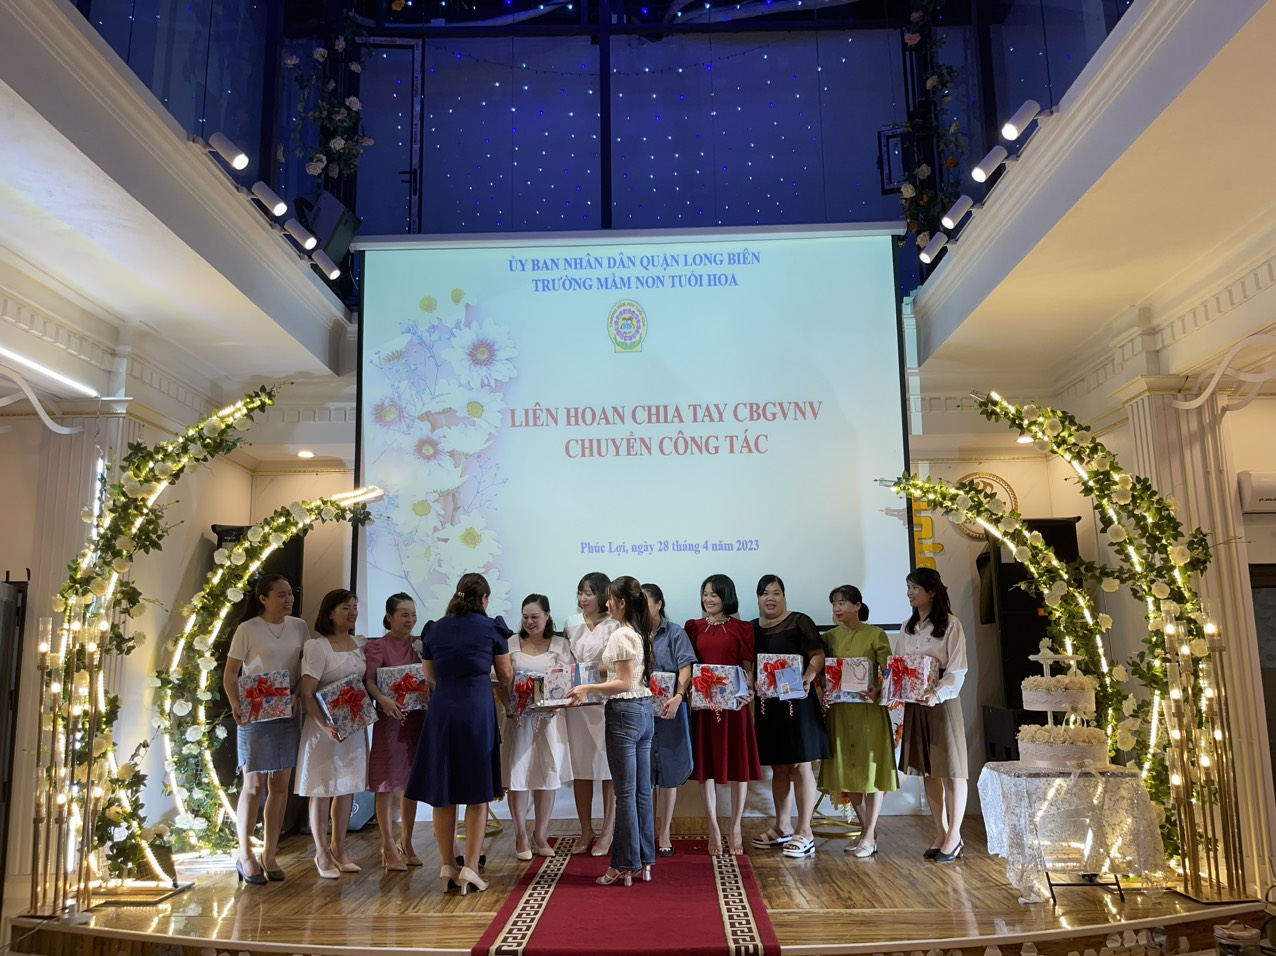 ỦY BAN NHÂN DÂN QUẬN LONG BIÊN
TRƯỜNG MẦM NON TUỔI HOA
LIÊN HOAN CHIA TAY CBGVNV
CHUYỂN CÔNG TÁC
Phúc Lợi, ngày 28 tháng 4 năm 2023